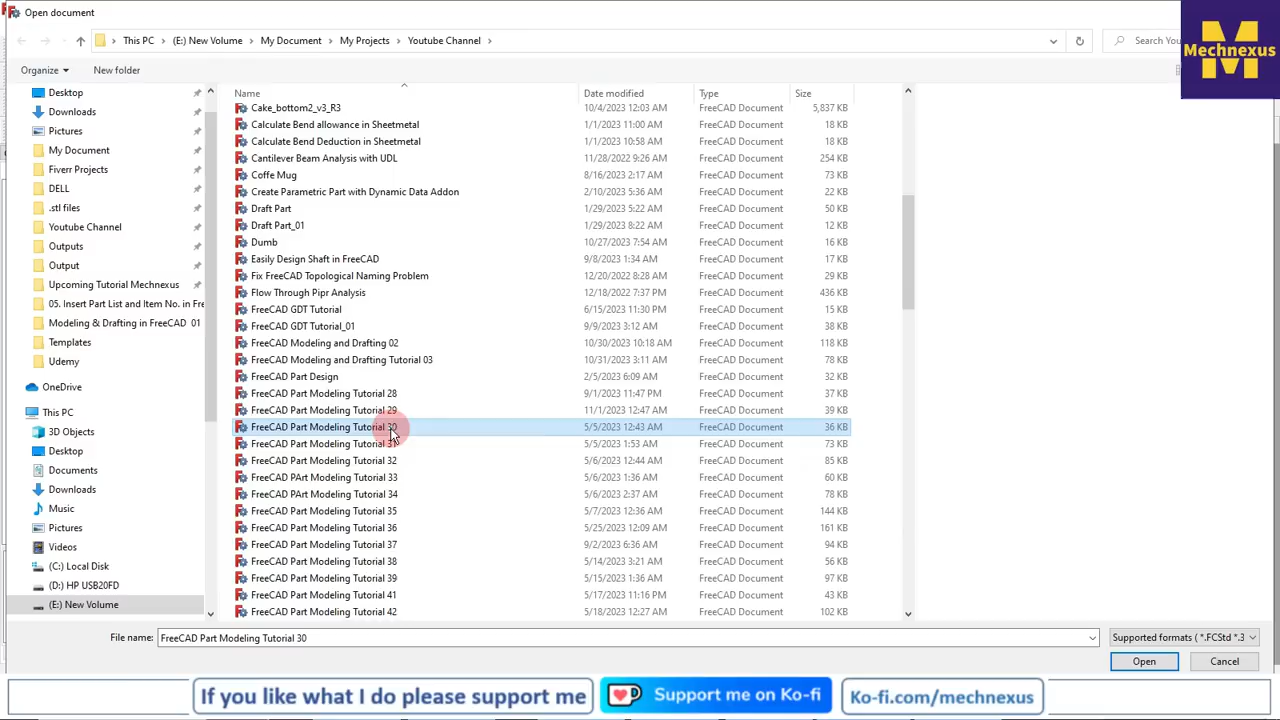 Open document
This PC > (E:) New Volume > My Document > My Projects > Youtube Channel >
Search You
Mechnexus
Organize
New folder
Name
Date modified
Type
Size
Desktop
Downloads
Pictures
My Document
Fiverr Projects
DELL
.stl files
Youtube Channel
Outputs
Output
Upcoming Tutorial Mechnexus
05. Insert Part List and Item No. in Fre
Modeling & Drafting in FreeCAD 01
Templates
Udemy
OneDrive
This PC
3D Objects
Desktop
Documents
Downloads
Music
Pictures
Videos
(C:) Local Disk
(D:) HP USB20FD
(E:) New Volume
Cake_bottom2_v3_R3 10/4/2023 12:03 AM FreeCAD Document 5,837 KB
Calculate Bend allowance in Sheetmetal 1/1/2023 11:00 AM FreeCAD Document 18 KB
Calculate Bend Deduction in Sheetmetal 1/1/2023 10:58 AM FreeCAD Document 18 KB
Cantilever Beam Analysis with UDL 11/28/2022 9:26 AM FreeCAD Document 254 KB
Coffe Mug 8/16/2023 2:17 AM FreeCAD Document 73 KB
Create Parametric Part with Dynamic Data Addon 2/10/2023 5:36 AM FreeCAD Document 22 KB
Draft Part 1/29/2023 5:22 AM FreeCAD Document 50 KB
Draft Part_01 1/29/2023 8:22 AM FreeCAD Document 12 KB
Dumb 10/27/2023 7:54 AM FreeCAD Document 16 KB
Easily Design Shaft in FreeCAD 9/8/2023 1:34 AM FreeCAD Document 17 KB
Fix FreeCAD Topological Naming Problem 12/20/2022 8:28 AM FreeCAD Document 29 KB
Flow Through Pipr Analysis 12/18/2022 7:37 PM FreeCAD Document 436 KB
FreeCAD GDT Tutorial 6/15/2023 11:30 PM FreeCAD Document 15 KB
FreeCAD GDT Tutorial_01 9/9/2023 3:12 AM FreeCAD Document 38 KB
FreeCAD Modeling and Drafting 02 10/30/2023 10:18 AM FreeCAD Document 118 KB
FreeCAD Modeling and Drafting Tutorial 03 10/31/2023 3:11 AM FreeCAD Document 78 KB
FreeCAD Part Design 2/5/2023 6:09 AM FreeCAD Document 32 KB
FreeCAD Part Modeling Tutorial 28 9/1/2023 11:47 PM FreeCAD Document 37 KB
FreeCAD Part Modeling Tutorial 29 11/1/2023 12:47 AM FreeCAD Document 39 KB
FreeCAD Part Modeling Tutorial 30 5/5/2023 12:43 AM FreeCAD Document 36 KB
FreeCAD Part Modeling Tutorial 31 5/5/2023 1:53 AM FreeCAD Document 73 KB
FreeCAD Part Modeling Tutorial 32 5/6/2023 12:44 AM FreeCAD Document 85 KB
FreeCAD Part Modeling Tutorial 33 5/6/2023 1:36 AM FreeCAD Document 60 KB
FreeCAD PArt Modeling Tutorial 34 5/6/2023 2:37 AM FreeCAD Document 78 KB
FreeCAD Part Modeling Tutorial 35 5/7/2023 12:36 AM FreeCAD Document 144 KB
FreeCAD Part Modeling Tutorial 36 5/25/2023 12:09 AM FreeCAD Document 161 KB
FreeCAD Part Modeling Tutorial 37 9/2/2023 6:36 AM FreeCAD Document 94 KB
FreeCAD Part Modeling Tutorial 38 5/14/2023 3:21 AM FreeCAD Document 56 KB
FreeCAD Part Modeling Tutorial 39 5/15/2023 1:36 AM FreeCAD Document 97 KB
FreeCAD Part Modeling Tutorial 41 5/17/2023 11:16 PM FreeCAD Document 43 KB
FreeCAD Part Modeling Tutorial 42 5/18/2023 12:27 AM FreeCAD Document 102 KB
File name: FreeCAD Part Modeling Tutorial 30
Supported formats ( *.FCStd *.3
Open
Cancel
If you like what I do please support me
Support me on Ko-fi
Ko-fi.com/mechnexus